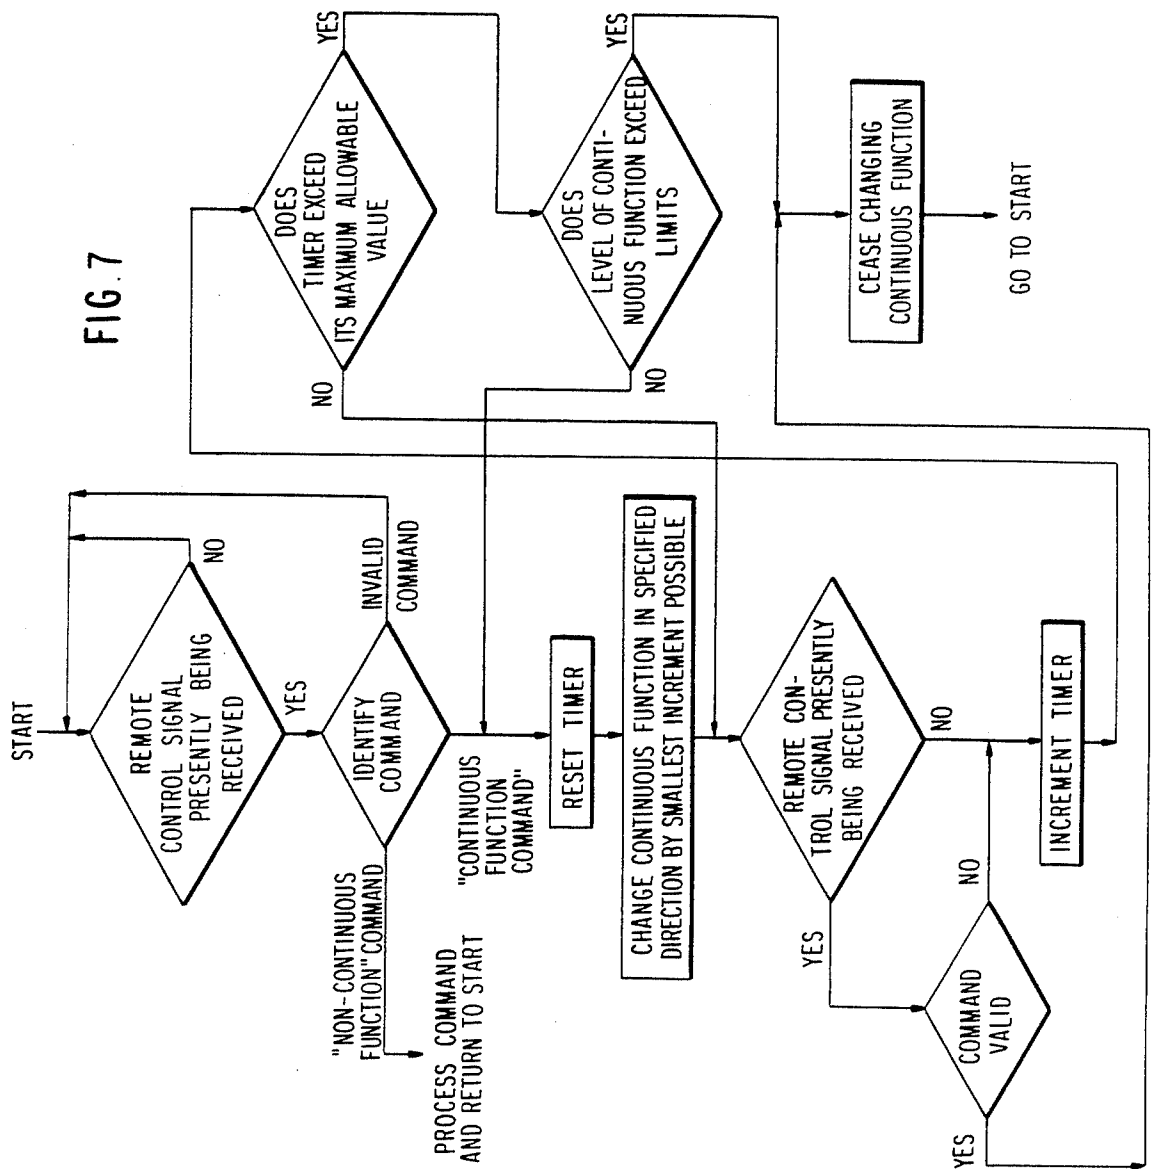 FIG. 7
START
REMOTE
CONTROL SIGNAL
PRESENTLY BEING
RECEIVED
NO
YES
IDENTIFY
COMMAND
INVALID
COMMAND
"NON-CONTINUOUS
FUNCTION" COMMAND
PROCESS COMMAND
AND RETURN TO START
"CONTINUOUS
FUNCTION
COMMAND"
RESET TIMER
CHANGE CONTINUOUS FUNCTION IN SPECIFIED
DIRECTION BY SMALLEST INCREMENT POSSIBLE
REMOTE CON-
TROL SIGNAL PRESENTLY
BEING RECEIVED
YES
NO
COMMAND
VALID
NO
YES
INCREMENT TIMER
DOES
TIMER EXCEED
ITS MAXIMUM ALLOWABLE
VALUE
YES
NO
DOES
LEVEL OF CONTI-
NUOUS FUNCTION EXCEED
LIMITS
YES
NO
CEASE CHANGING
CONTINUOUS FUNCTION
GO TO START